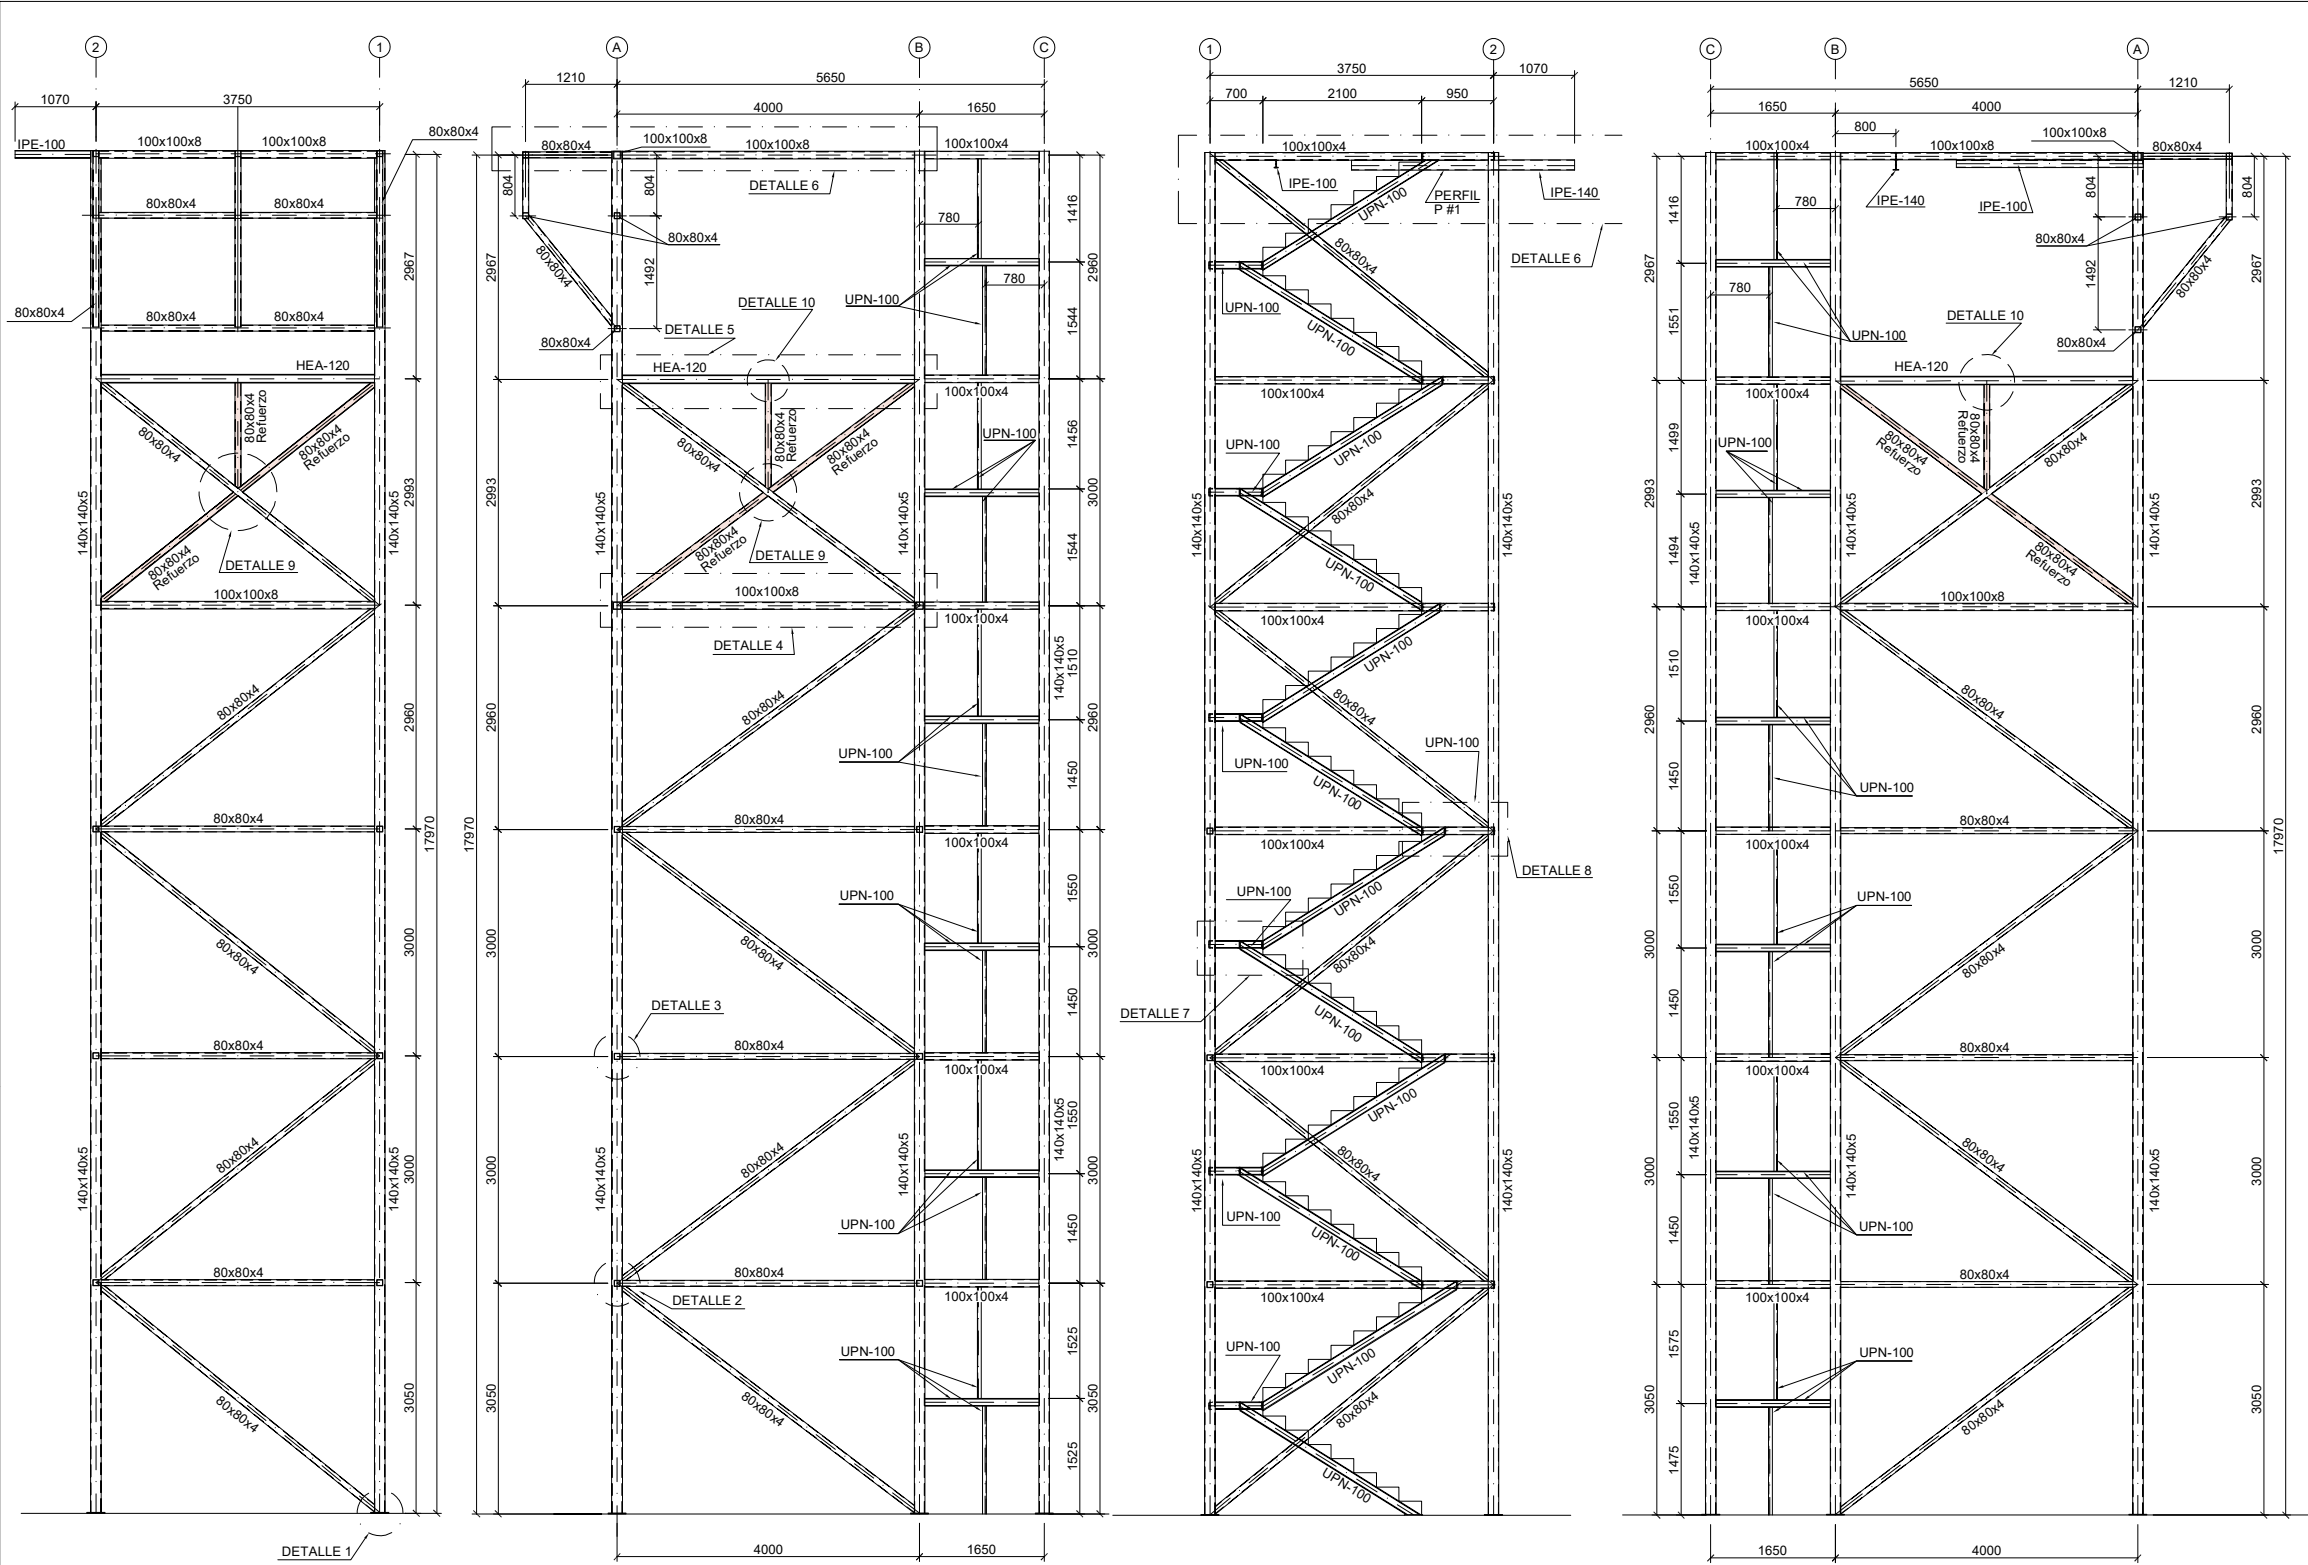 2
1
1070
3750
IPE-100
100x100x8
100x100x8
80x80x4
80x80x4
80x80x4
80x80x4
80x80x4
80x80x4
HEA-120
80x80x4
80x80x4
Refuerzo
80x80x4
Refuerzo
80x80x4
Refuerzo
DETALLE 9
140x140x5
140x140x5
100x100x8
80x80x4
80x80x4
80x80x4
80x80x4
80x80x4
140x140x5
140x140x5
80x80x4
80x80x4
DETALLE 1
2967
2993
2960
3000
3000
3050
17970
A
B
C
1210
5650
4000
1650
80x80x4
100x100x8
100x100x8
100x100x4
DETALLE 6
804
804
80x80x4
80x80x4
1492
780
780
UPN-100
DETALLE 10
DETALLE 5
80x80x4
HEA-120
100x100x4
80x80x4
80x80x4
Refuerzo
80x80x4
Refuerzo
80x80x4
Refuerzo
UPN-100
DETALLE 9
140x140x5
140x140x5
100x100x8
100x100x4
DETALLE 4
140x140x5
80x80x4
UPN-100
80x80x4
100x100x4
UPN-100
80x80x4
DETALLE 3
80x80x4
100x100x4
80x80x4
140x140x5
140x140x5
140x140x5
UPN-100
80x80x4
100x100x4
DETALLE 2
UPN-100
80x80x4
2967
2993
2960
3000
3000
3050
17970
1416
1544
1456
1544
1510
1450
1550
1450
1550
1450
1525
1525
2960
3000
2960
3000
3000
3050
4000
1650
1
2
3750
1070
700
2100
950
100x100x4
IPE-100
UPN-100
PERFIL
P #1
IPE-140
DETALLE 6
80x80x4
UPN-100
UPN-100
100x100x4
UPN-100
UPN-100
80x80x4
140x140x5
140x140x5
UPN-100
100x100x4
UPN-100
80x80x4
UPN-100
UPN-100
UPN-100
100x100x4
DETALLE 8
UPN-100
UPN-100
80x80x4
DETALLE 7
UPN-100
100x100x4
UPN-100
80x80x4
140x140x5
140x140x5
UPN-100
UPN-100
100x100x4
UPN-100
UPN-100
80x80x4
UPN-100
C
B
A
5650
1210
1650
4000
800
100x100x8
100x100x4
100x100x8
80x80x4
804
804
780
IPE-140
IPE-100
80x80x4
1492
80x80x4
780
UPN-100
DETALLE 10
80x80x4
HEA-120
100x100x4
80x80x4
Refuerzo
80x80x4
Refuerzo
80x80x4
80x80x4
Refuerzo
UPN-100
140x140x5
140x140x5
140x140x5
100x100x8
100x100x4
80x80x4
UPN-100
80x80x4
100x100x4
UPN-100
80x80x4
80x80x4
100x100x4
140x140x5
140x140x5
140x140x5
80x80x4
UPN-100
80x80x4
100x100x4
UPN-100
80x80x4
2967
2993
2960
3000
3000
3050
1416
1551
1499
1494
1510
1450
1550
1450
1550
1450
1575
1475
2967
2993
2960
3000
3000
3050
17970
1650
4000